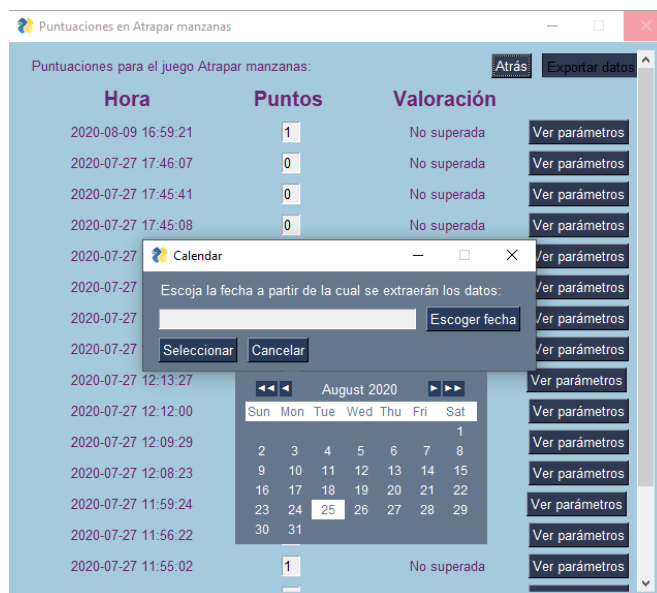 Puntuaciones en Atrapar manzanas
Puntuaciones para el juego Atrapar manzanas: Atrás Exportar datos
Hora Puntos Valoración
2020-08-09 16:59:21 1 No superada Ver parámetros
2020-07-27 17:46:07 0 No superada Ver parámetros
2020-07-27 17:45:41 0 No superada Ver parámetros
2020-07-27 17:45:08 0 No superada Ver parámetros
2020-07-27 Ver parámetros
Calendar
2020-07-27 Ver parámetros
Escoja la fecha a partir de la cual se extraerán los datos:
2020-07-27 Ver parámetros
Escoger fecha
2020-07-27 Ver parámetros
Seleccionar Cancelar
2020-07-27 12:13:27 Ver parámetros
August 2020
2020-07-27 12:12:00 Ver parámetros
Sun Mon Tue Wed Thu Fri Sat
1
2020-07-27 12:09:29 Ver parámetros
2 3 4 5 6 7 8
2020-07-27 12:08:23 Ver parámetros
9 10 11 12 13 14 15
16 17 18 19 20 21 22
2020-07-27 11:59:24 Ver parámetros
23 24 25 26 27 28 29
2020-07-27 11:56:22 Ver parámetros
30 31
2020-07-27 11:55:02 1 No superada Ver parámetros